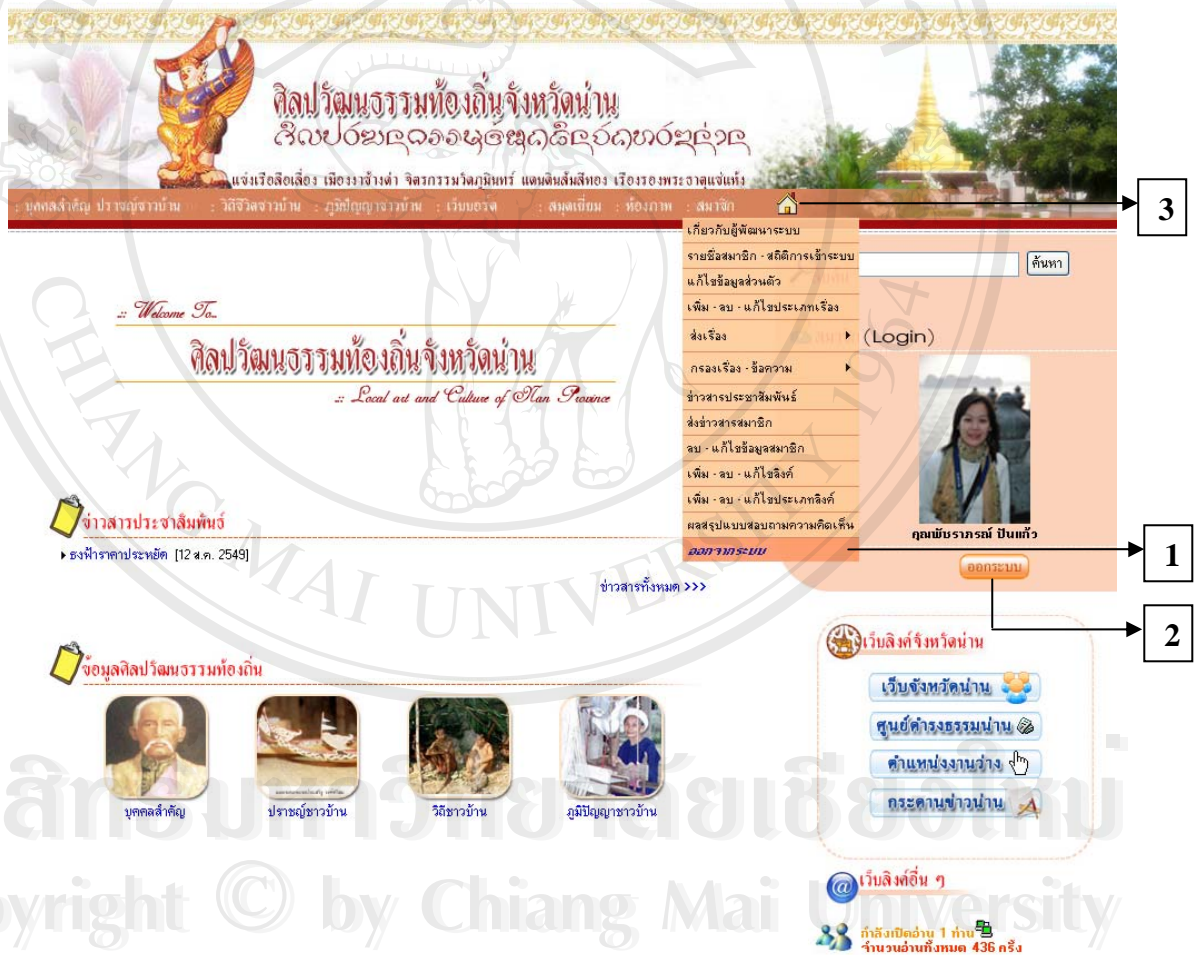 ศิลปวัฒนธรรมท้องถิ่นจังหวัดน่าน
แข่งเรือลือเลื่อง เมืองงาช้างดำ จิตรกรรมวัดภูมินทร์ แดนดินส้มสีทอง เรืองรองพระธาตุแช่แห้ง
: บุคคลสำคัญ ปราชญ์ชาวบ้าน : วิถีชีวิตชาวบ้าน : ภูมิปัญญาชาวบ้าน : เว็บบอร์ด : สมุดเยี่ยม : ห้องภาพ : สมาชิก
3
เกี่ยวกับผู้พัฒนาระบบ
รายชื่อสมาชิก - สถิติการเข้าระบบ
แก้ไขข้อมูลส่วนตัว
เพิ่ม - ลบ - แก้ไขประเภทเรื่อง
ส่งเรื่อง
กรองเรื่อง - ข้อความ
ข่าวสารประชาสัมพันธ์
ส่งข่าวสารสมาชิก
ลบ - แก้ไขข้อมูลสมาชิก
เพิ่ม - ลบ - แก้ไขลิงค์
เพิ่ม - ลบ - แก้ไขประเภทลิงค์
ผลสรุปแบบสอบถามความคิดเห็น
ออกจากระบบ
1
ค้นหา
(Login)
คุณพัชราภรณ์ ปันแก้ว
ออกระบบ
2
.:: Welcome To..
ศิลปวัฒนธรรมท้องถิ่นจังหวัดน่าน
.:: Local art and Culture of Nan Province
ข่าวสารประชาสัมพันธ์
ธงฟ้าราคาประหยัด [12 ส.ค. 2549]
ข่าวสารทั้งหมด >>>
ข้อมูลศิลปวัฒนธรรมท้องถิ่น
บุคคลสำคัญ ปราชญ์ชาวบ้าน วิถีชาวบ้าน ภูมิปัญญาชาวบ้าน
เว็บลิงค์จังหวัดน่าน
เว็บจังหวัดน่าน
ศูนย์ดำรงธรรมน่าน
ตำแหน่งงานว่าง
กระดานข่าวน่าน
เว็บลิงค์อื่น ๆ
กำลังเปิดอ่าน 1 ท่าน
จำนวนอ่านทั้งหมด 436 ครั้ง
CHIANG MAI UNIVERSITY 1964
ลิขสิทธิ์มหาวิทยาลัยเชียงใหม่
Copyright © by Chiang Mai University